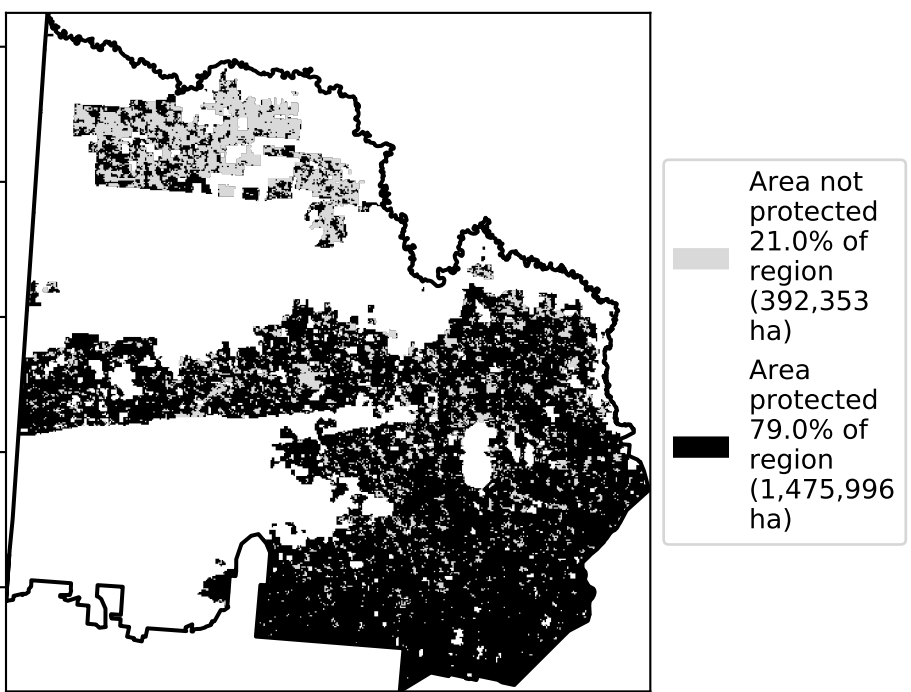 Area not
protected
21.0% of
region
(392,353
ha)
Area
protected
79.0% of
region
(1,475,996
ha)